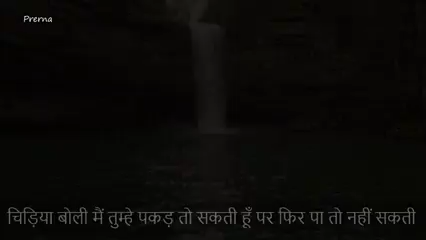 Prerna
चिड़िया बोली मैं तुम्हे पकड़ तो सकती हूँ पर फिर पा तो नहीं सकती